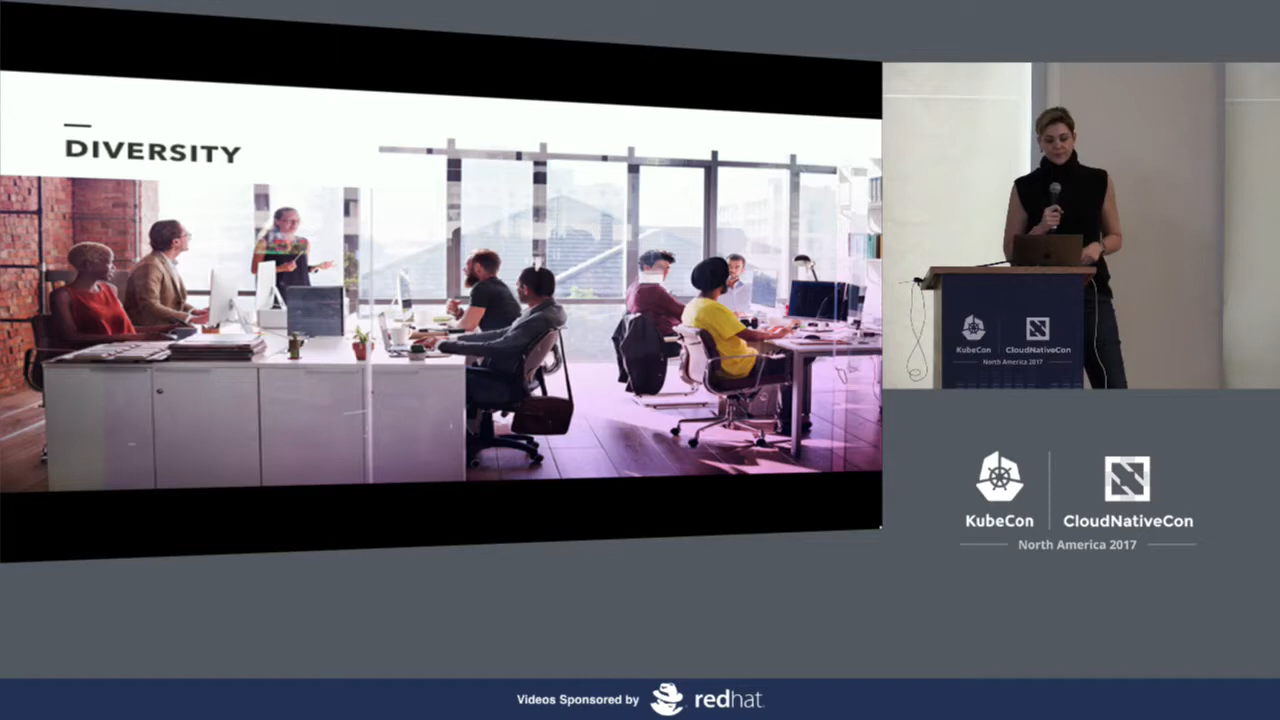 DIVERSITY
KubeCon
CloudNativeCon
North America 2017
KubeCon
CloudNativeCon
North America 2017
Videos Sponsored by
redhat